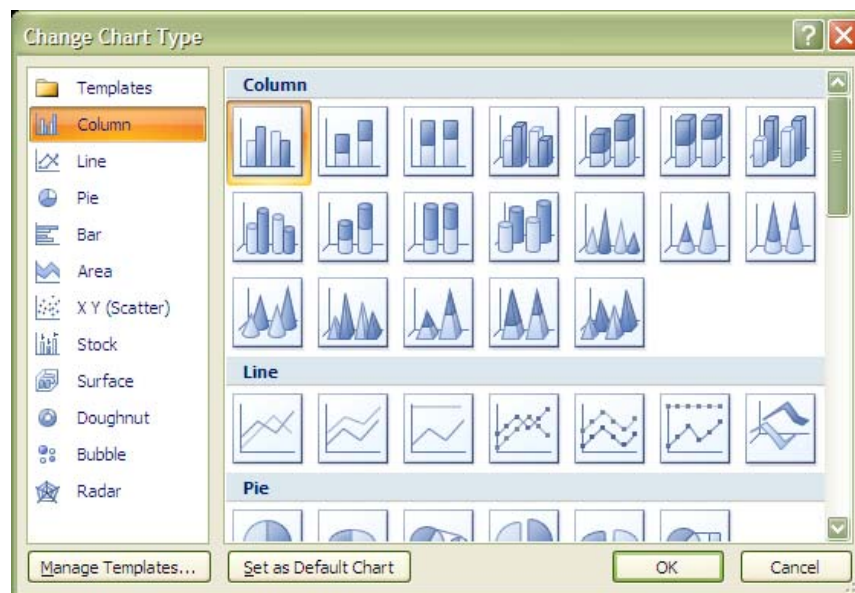 Change Chart Type
Templates
Column
Line
Pie
Bar
Area
X Y (Scatter)
Stock
Surface
Doughnut
Bubble
Radar
Column
Line
Pie
Manage Templates...
Set as Default Chart
OK
Cancel